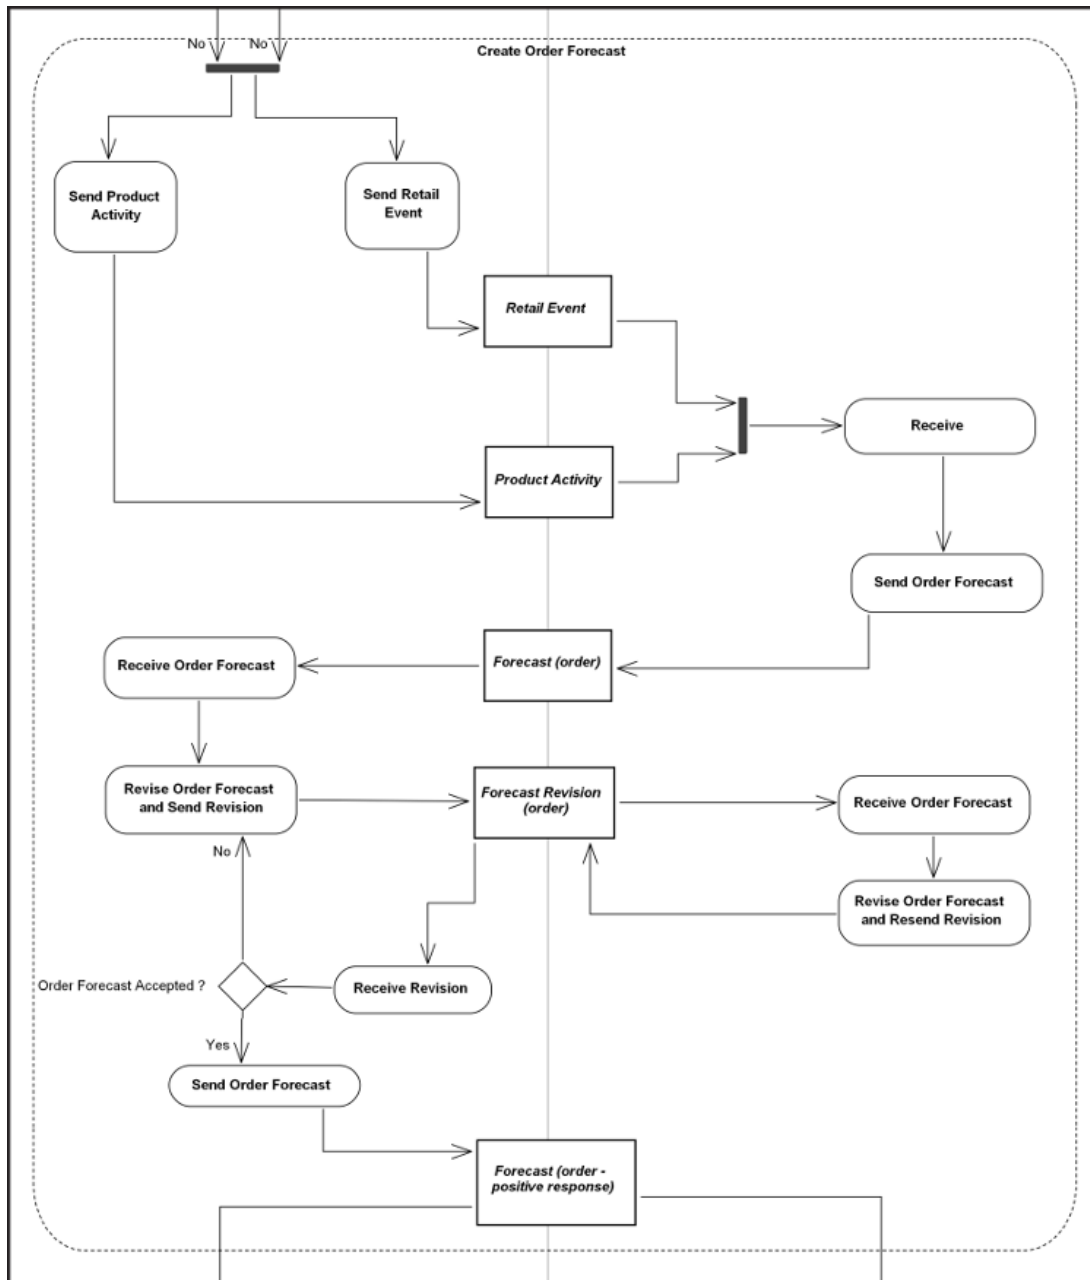 No
No
Create Order Forecast
Send Product
Activity
Send Retail
Event
Retail Event
Receive
Product Activity
Send Order Forecast
Forecast (order)
Receive Order Forecast
Revise Order Forecast
and Send Revision
Forecast Revision
(order)
Receive Order Forecast
No
Revise Order Forecast
and Resend Revision
Order Forecast Accepted ?
Receive Revision
Yes
Send Order Forecast
Forecast (order -
positive response)